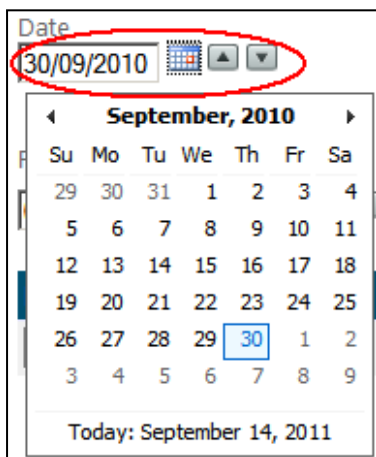 Date
30/09/2010
September, 2010
Su Mo Tu We Th Fr Sa
29 30 31 1 2 3 4
5 6 7 8 9 10 11
12 13 14 15 16 17 18
19 20 21 22 23 24 25
26 27 28 29 30 1 2
3 4 5 6 7 8 9
Today: September 14, 2011